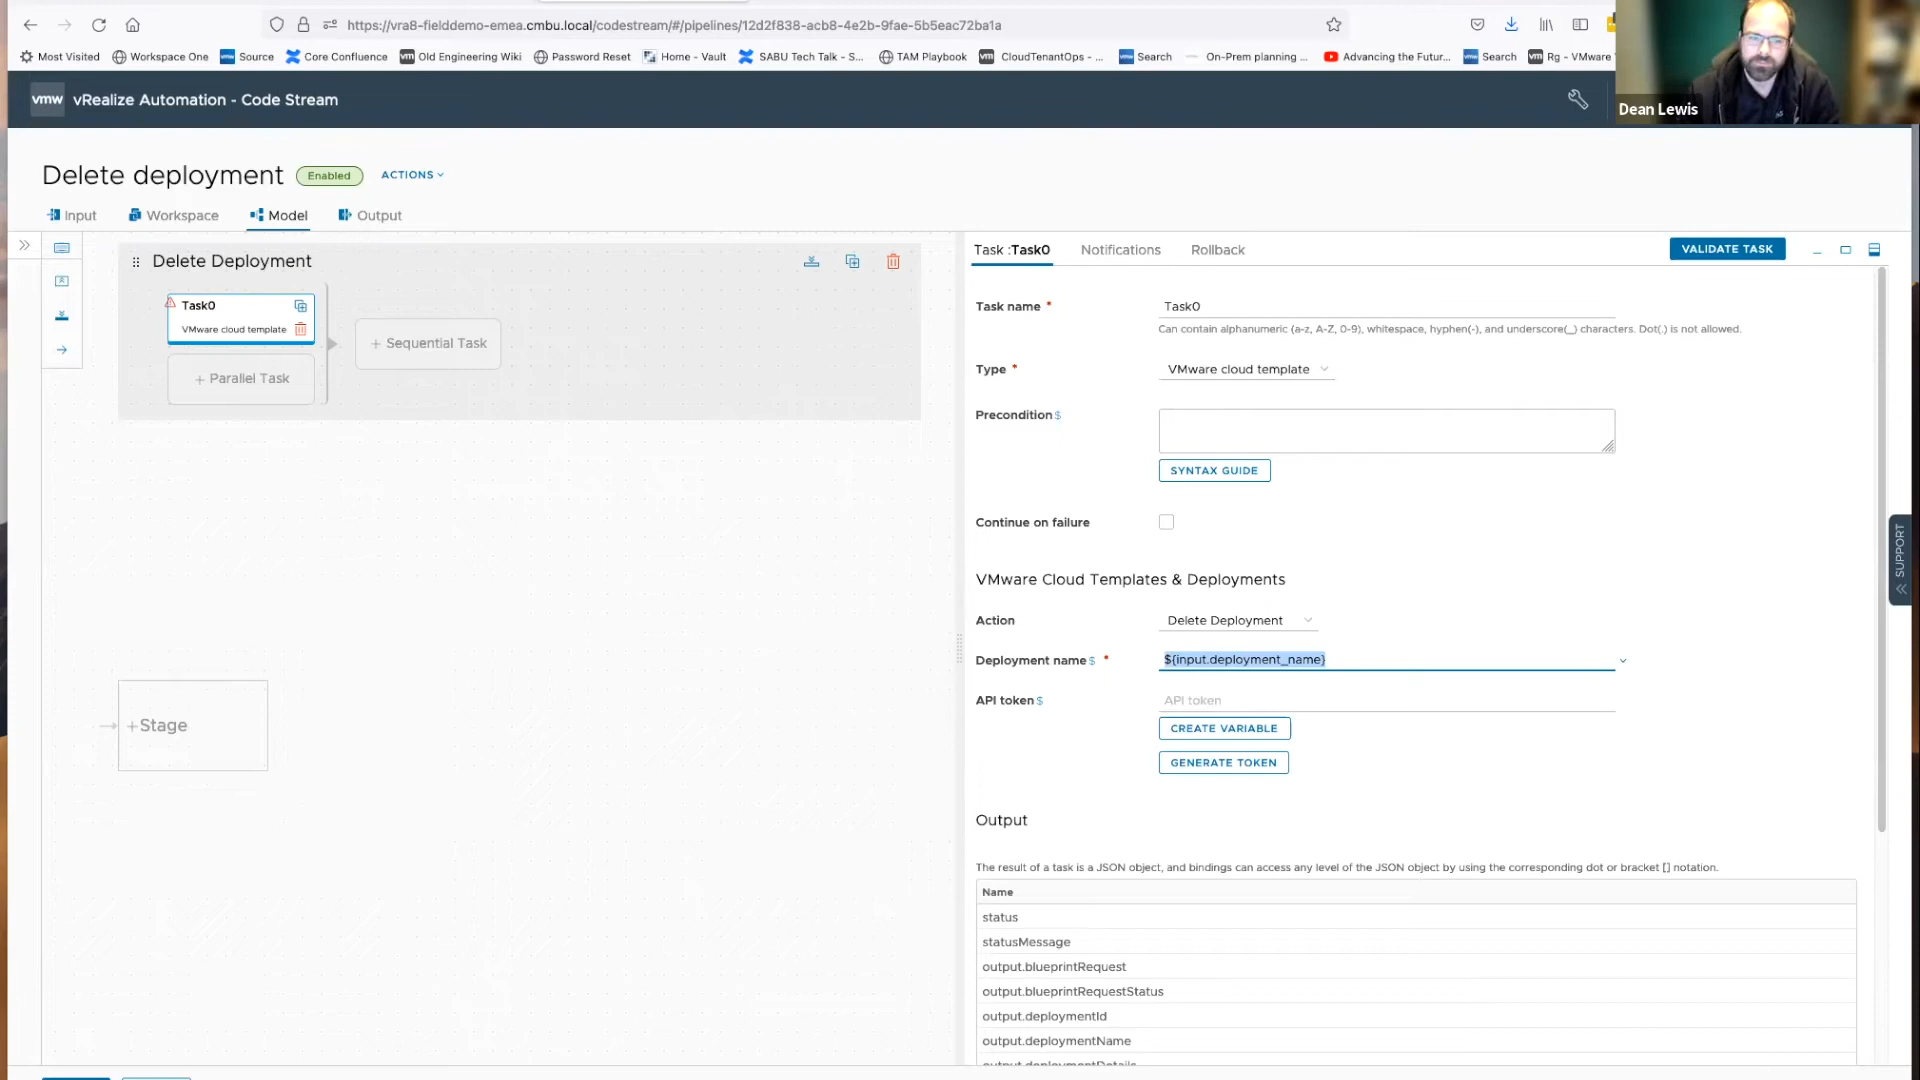 https://vra8-fielddemo-emea.cmbu.local/codestream/#/pipelines/12d2f838-acb8-4e2b-9fae-5b5eac72ba1a
Most Visited
Workspace One
Source
Core Confluence
Old Engineering Wiki
Password Reset
Home - Vault
SABU Tech Talk - S...
TAM Playbook
CloudTenantOps - ...
Search
On-Prem planning ...
Advancing the Futur...
Search
Rg - VMware
vmw vRealize Automation - Code Stream
Dean Lewis
Delete deployment Enabled ACTIONS
Input Workspace Model Output
Delete Deployment
Task0
VMware cloud template
+ Sequential Task
+ Parallel Task
+Stage
Task :Task0 Notifications Rollback VALIDATE TASK
Task name * Task0
Can contain alphanumeric (a-z, A-Z, 0-9), whitespace, hyphen(-), and underscore(_) characters. Dot(.) is not allowed.
Type * VMware cloud template
Precondition $
SYNTAX GUIDE
Continue on failure
VMware Cloud Templates & Deployments
Action Delete Deployment
Deployment name $ * ${input.deployment_name}
API token $ API token
CREATE VARIABLE
GENERATE TOKEN
Output
The result of a task is a JSON object, and bindings can access any level of the JSON object by using the corresponding dot or bracket [] notation.
Name
status
statusMessage
output.blueprintRequest
output.blueprintRequestStatus
output.deploymentId
output.deploymentName
output.deploymentDetails
SUPPORT